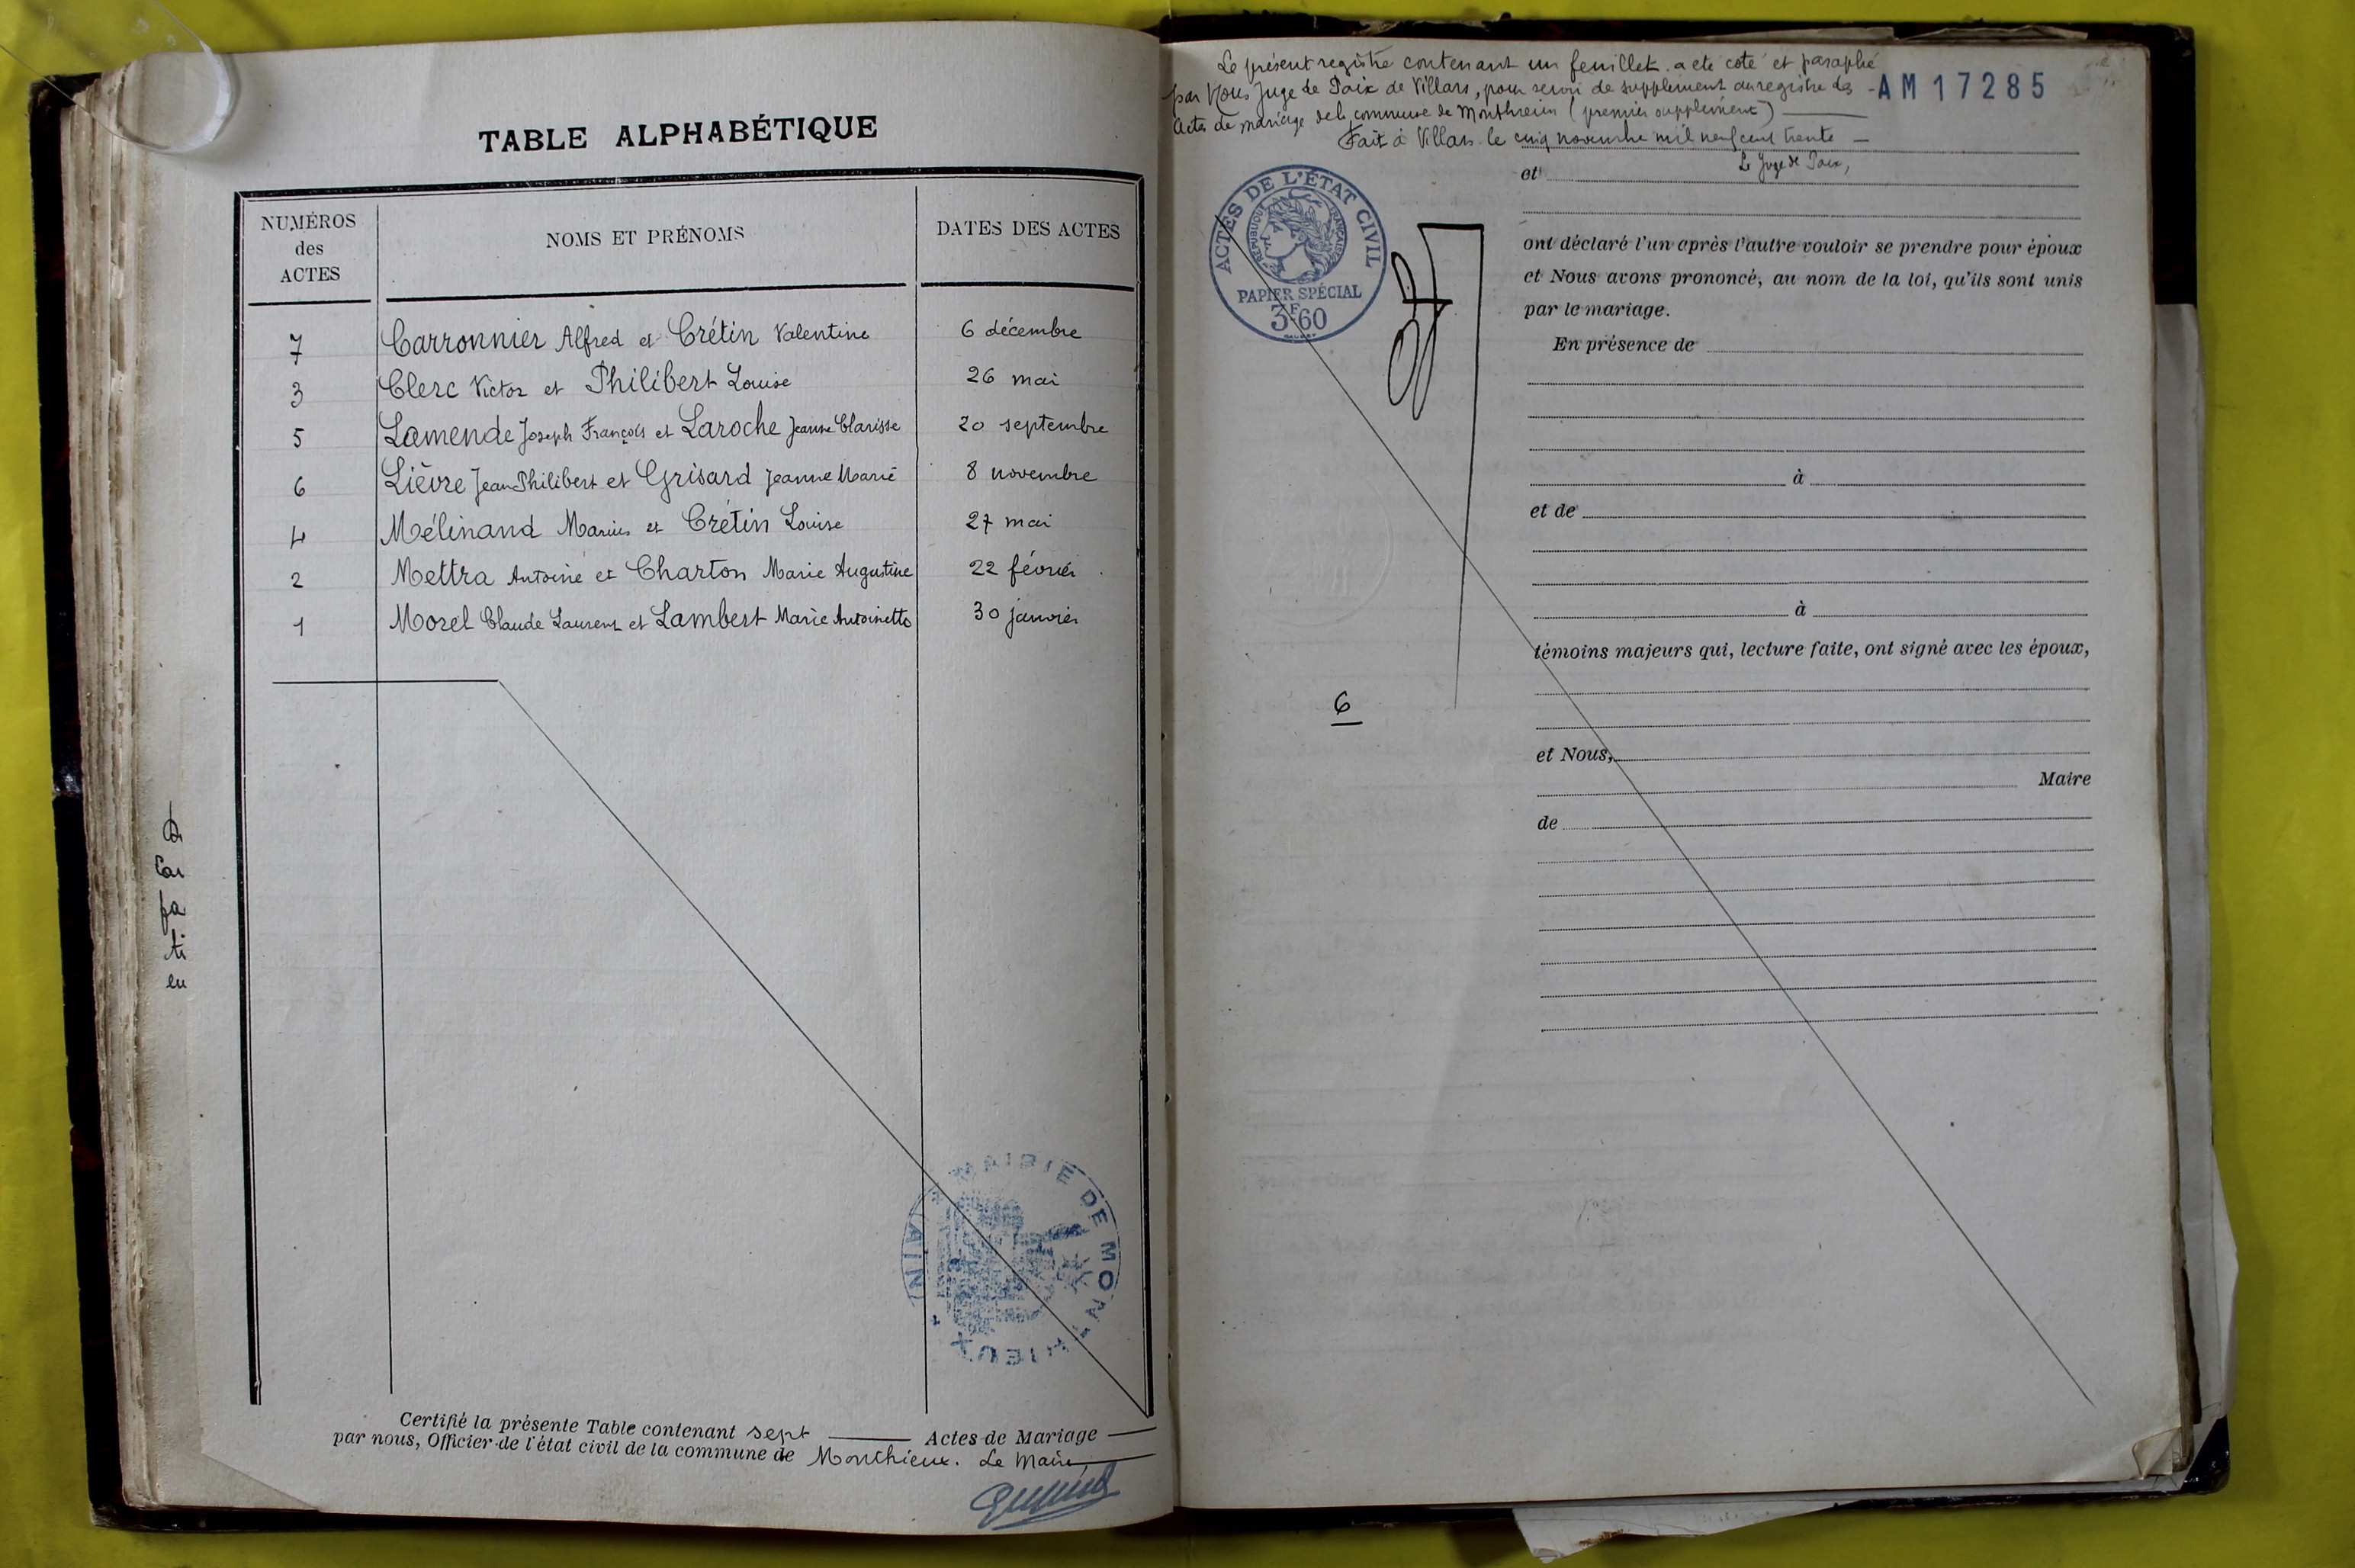 TABLE ALPHABÉTIQUE
NUMÉROS
des
ACTES
NOMS ET PRÉNOMS
DATES DES ACTES
7 Carronnier Alfred et Crétin Valentine 6 décembre
3 Clerc Victor et Philibert Louise 26 mai
5 Lamende Joseph François et Laroche Jeanne Clarisse 20 septembre
6 Lièvre Jean Philibert et Grisard Jeanne Marie 8 novembre
4 Mélinand Marius et Crétin Louise 27 mai
2 Mettra Antoine et Charton Marie Augustine 22 février
1 Morel Claude Laurent et Lambert Marie Antoinette 30 janvier
MAIRIE DE MONTHIEUX
(AIN)
Certifié la présente Table contenant sept Actes de Mariage
par nous, Officier de l'état civil de la commune de Monthieux. Le Maire,
Le présent registre contenant un feuillet a été coté et paraphé
par Nous Juge de Paix de Villars, pour servir de supplément au registre des
Actes de mariage de la commune de Monthieux (premier supplément)
Fait à Villars le cinq novembre mil neuf cent trente
Le Juge de Paix,
-AM 17285
ACTES DE L'ÉTAT CIVIL
RÉPUBLIQUE FRANÇAISE
PAPIER SPÉCIAL
3F60
et
ont déclaré l'un après l'autre vouloir se prendre pour époux
et Nous avons prononcé, au nom de la loi, qu'ils sont unis
par le mariage.
En présence de
à
et de
à
témoins majeurs qui, lecture faite, ont signé avec les époux,
6
et Nous,
Maire
de